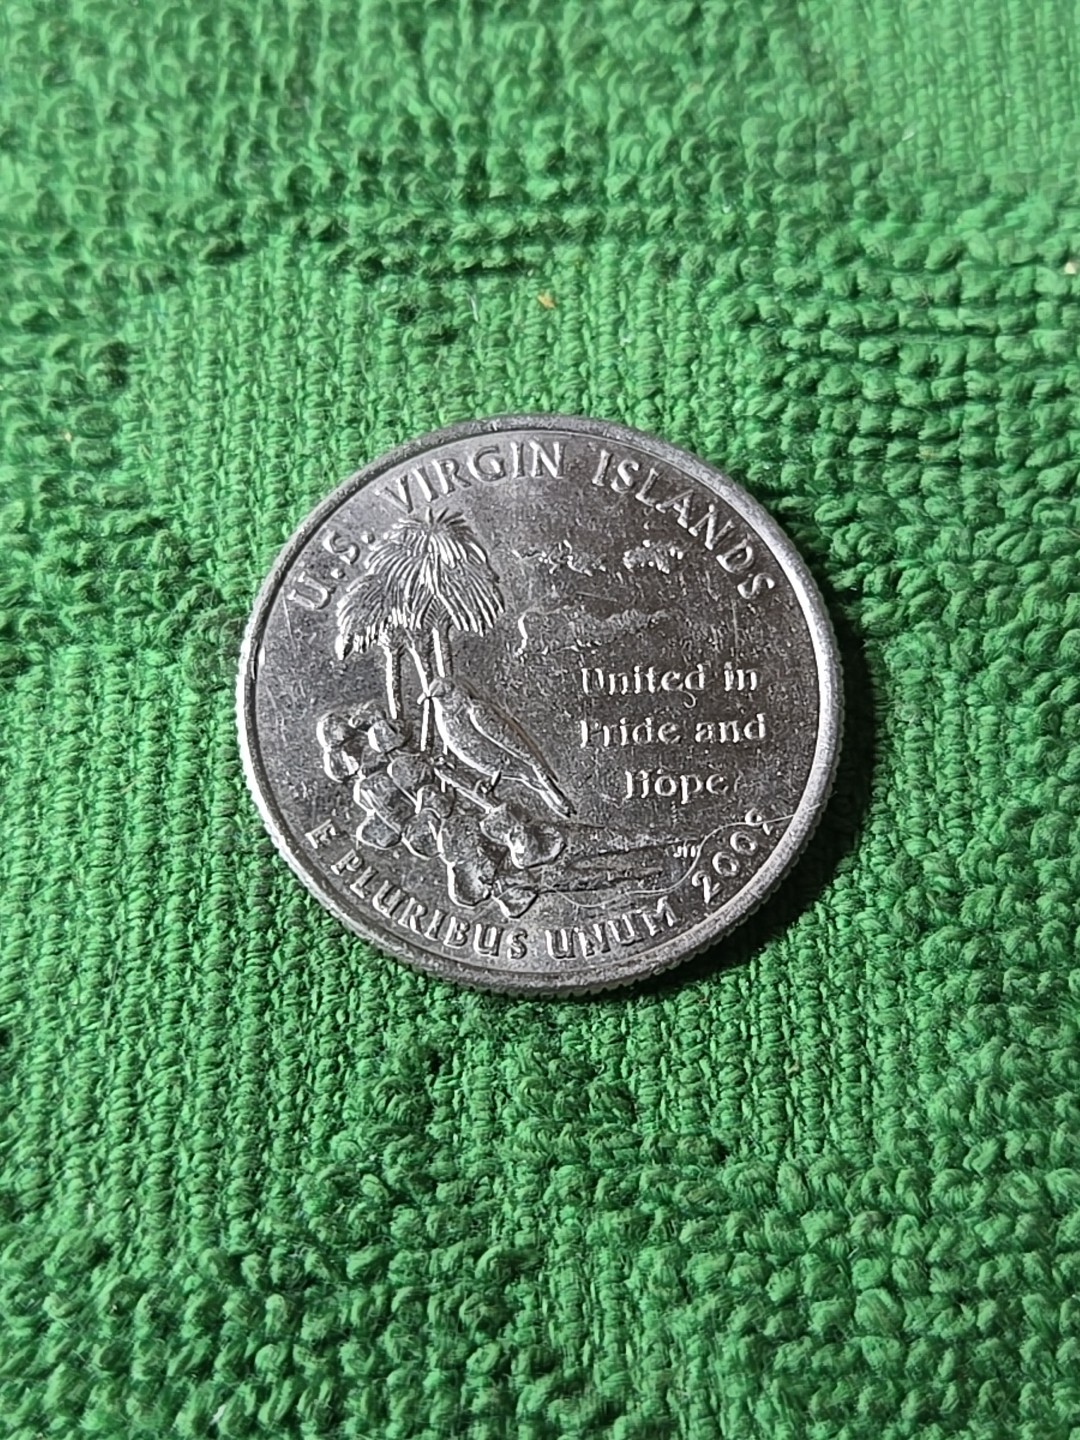 U.S. VIRGIN ISLANDS
United in
Pride and
Hope
2009
E PLURIBUS UNUM